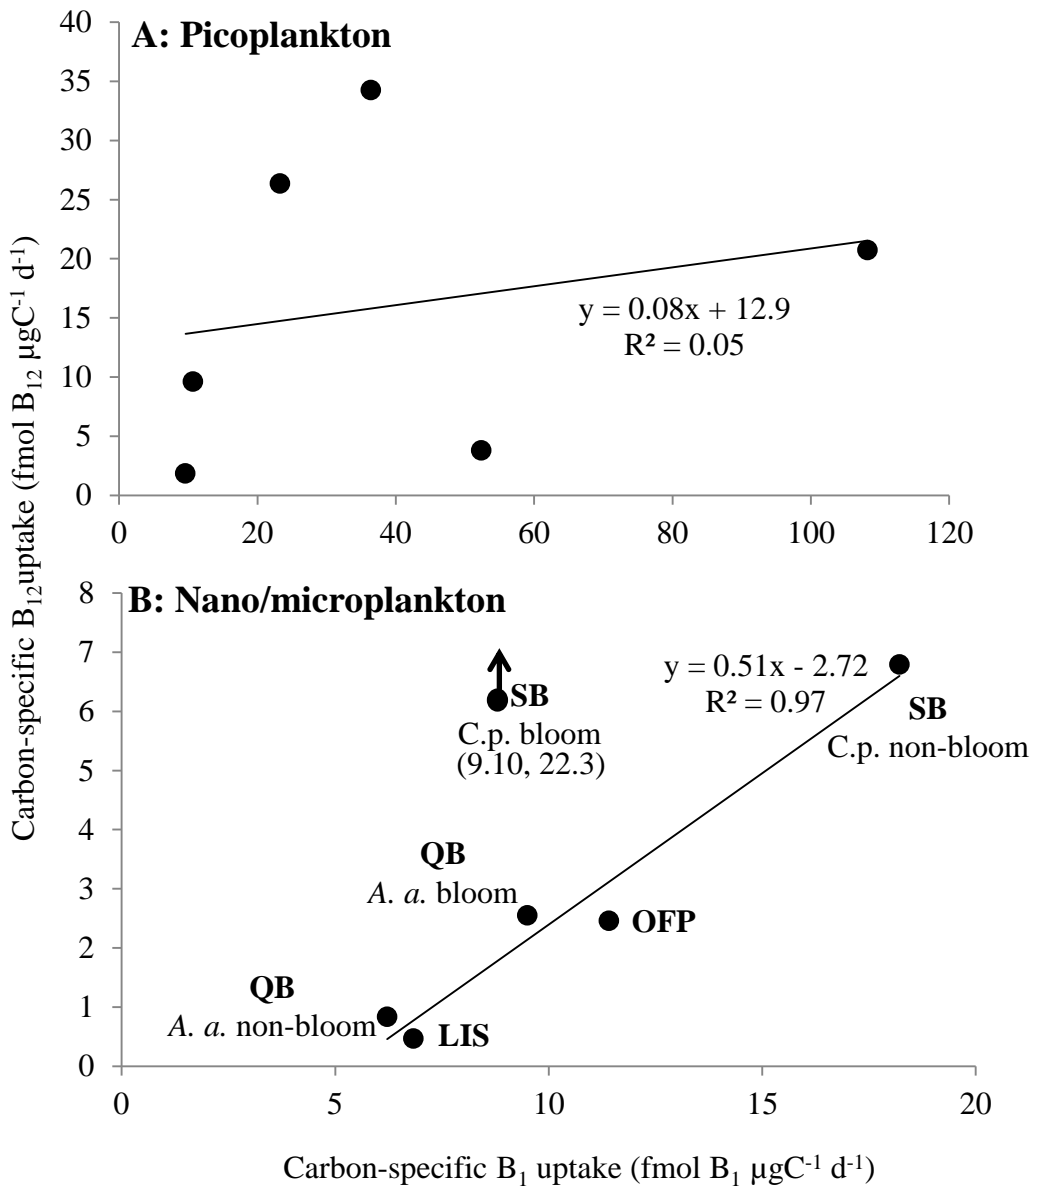 A: Picoplankton
40
35
30
25
20
15
10
5
0
y = 0.08x + 12.9
R² = 0.05
0 20 40 60 80 100 120
Carbon-specific B₁₂uptake (fmol B₁₂ µgC⁻¹ d⁻¹)
B: Nano/microplankton
8
7
6
5
4
3
2
1
0
y = 0.51x - 2.72
R² = 0.97
SB
C.p. bloom
(9.10, 22.3)
SB
C.p. non-bloom
QB
A. a. bloom
OFP
QB
A. a. non-bloom
LIS
0 5 10 15 20
Carbon-specific B₁ uptake (fmol B₁ µgC⁻¹ d⁻¹)